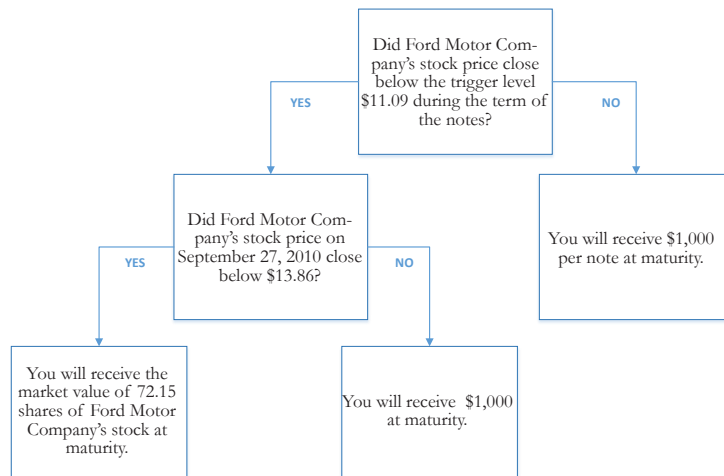 Did Ford Motor Com-
pany's stock price close
below the trigger level
$11.09 during the term of
the notes?
YES
NO
Did Ford Motor Com-
pany's stock price on
September 27, 2010 close
below $13.86?
You will receive $1,000
per note at maturity.
YES
NO
You will receive the
market value of 72.15
shares of Ford Motor
Company's stock at
maturity.
You will receive $1,000
at maturity.